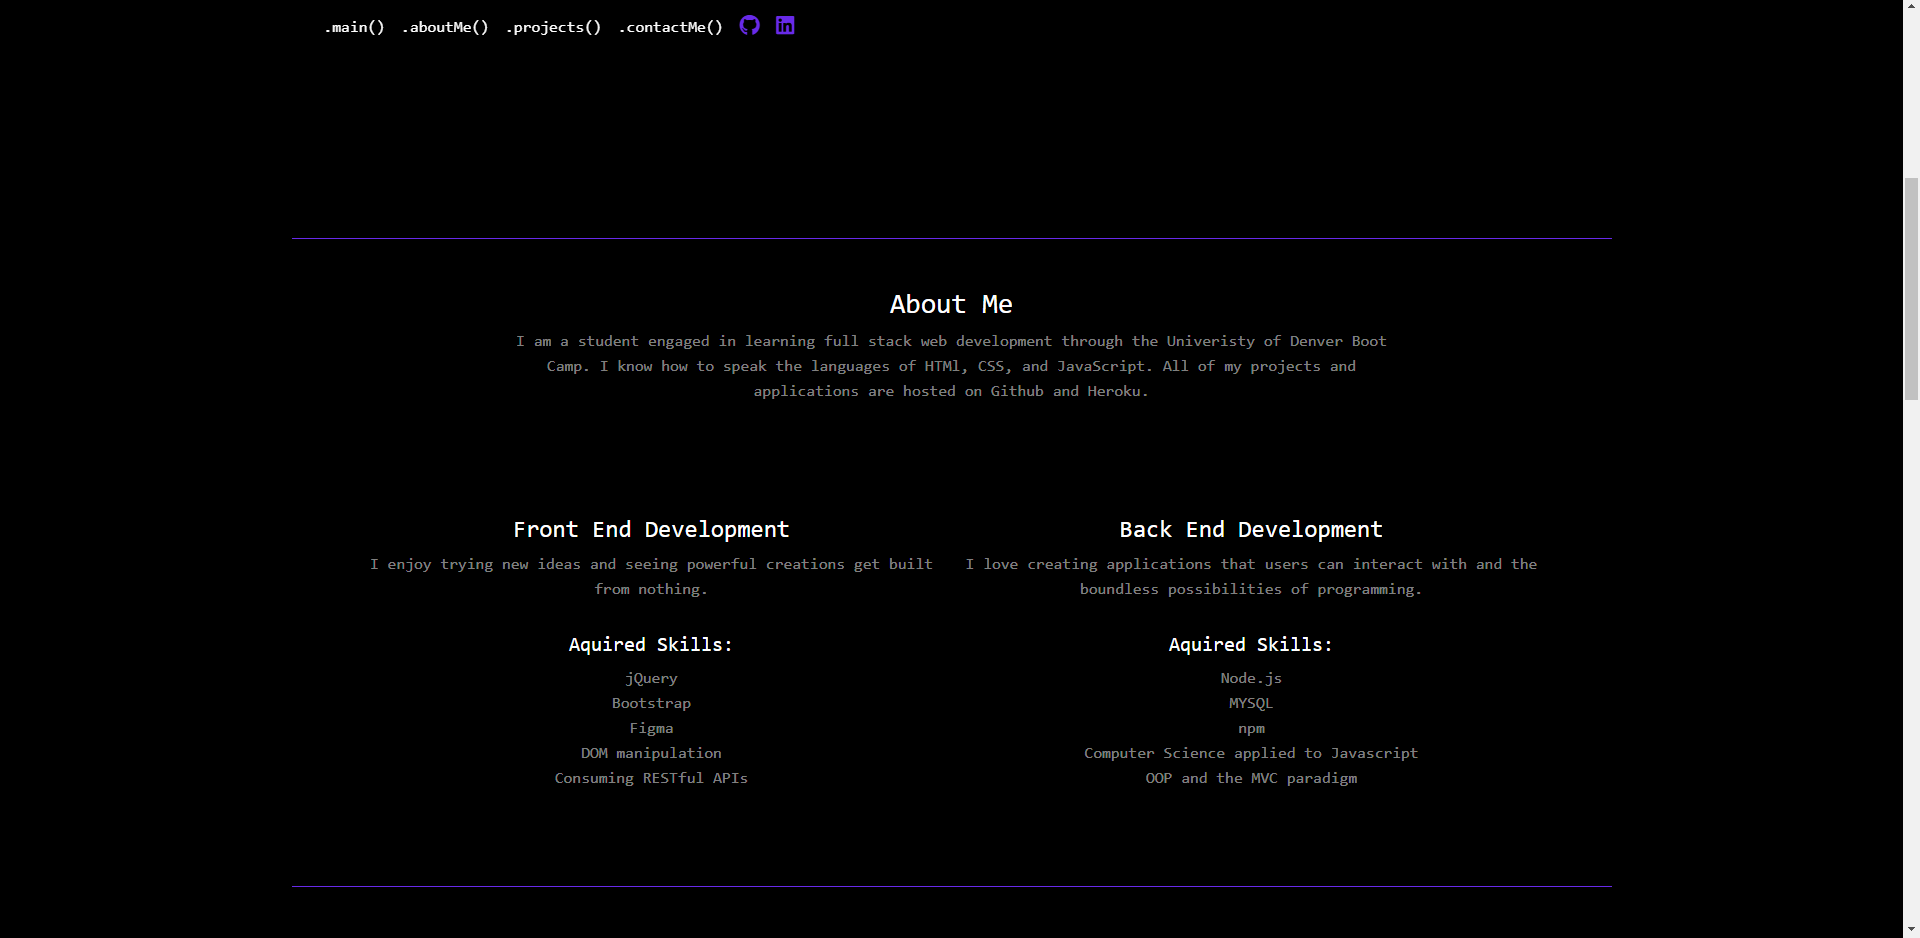 .main() .aboutMe() .projects() .contactMe()
About Me
I am a student engaged in learning full stack web development through the Univeristy of Denver Boot
Camp. I know how to speak the languages of HTMl, CSS, and JavaScript. All of my projects and
applications are hosted on Github and Heroku.
Front End Development
I enjoy trying new ideas and seeing powerful creations get built
from nothing.
Aquired Skills:
jQuery
Bootstrap
Figma
DOM manipulation
Consuming RESTful APIs
Back End Development
I love creating applications that users can interact with and the
boundless possibilities of programming.
Aquired Skills:
Node.js
MYSQL
npm
Computer Science applied to Javascript
OOP and the MVC paradigm